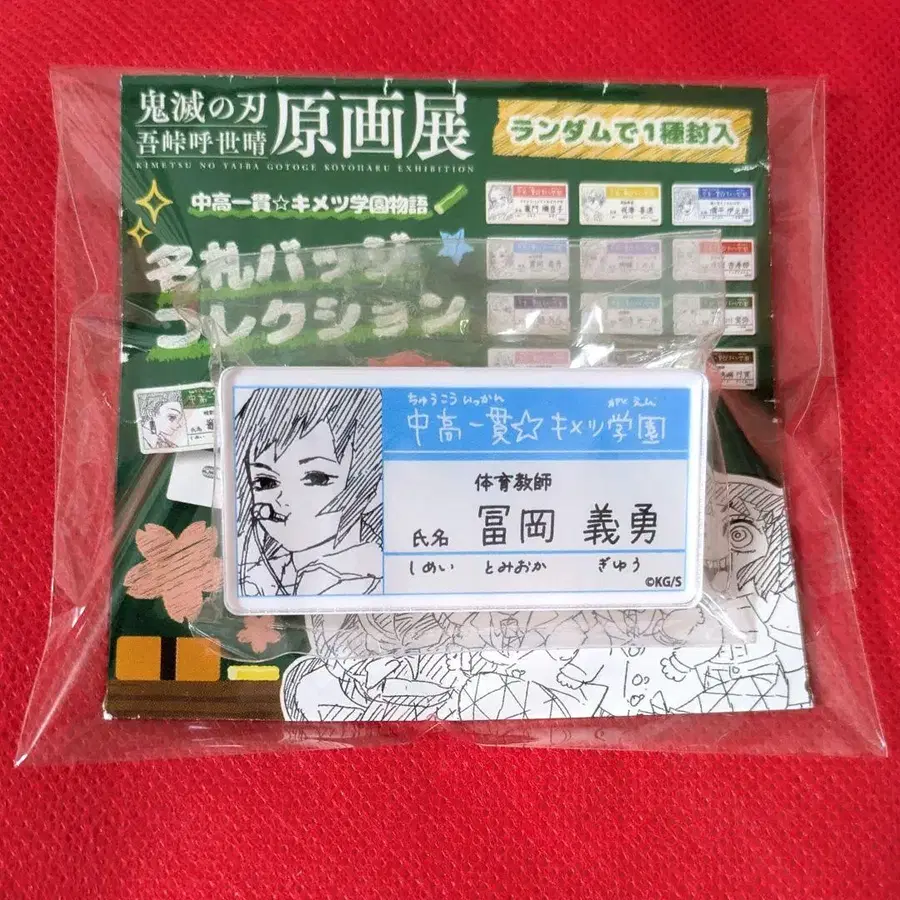 鬼滅の刃
吾峠呼世晴
原画展
KIMETSU NO YAIBA GOTOGE KOYOHARU EXHIBITION
ランダムで1種封入
中高一貫☆キメツ学園物語
名札バッジ
コレクション
ちゅうこういっかん がくえん
中高一貫☆キメツ学園
体育教師
氏名 冨岡 義勇
しめい とみおか ぎゆう
©KG/S